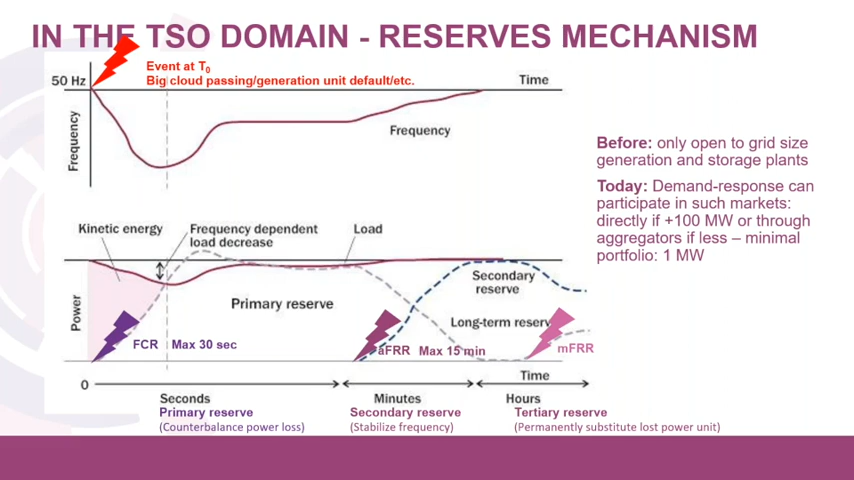 IN THE TSO DOMAIN - RESERVES MECHANISM
Event at T0
Big cloud passing/generation unit default/etc.
50 Hz
Time
Frequency
Frequency
Before: only open to grid size
generation and storage plants
Today: Demand-response can
participate in such markets:
directly if +100 MW or through
aggregators if less – minimal
portfolio: 1 MW
Kinetic energy
Frequency dependent
load decrease
Load
Power
Primary reserve
Secondary
reserve
Long-term reserv
FCR
Max 30 sec
aFRR
Max 15 min
mFRR
0
Time
Seconds
Minutes
Hours
Primary reserve
Secondary reserve
Tertiary reserve
(Counterbalance power loss)
(Stabilize frequency)
(Permanently substitute lost power unit)